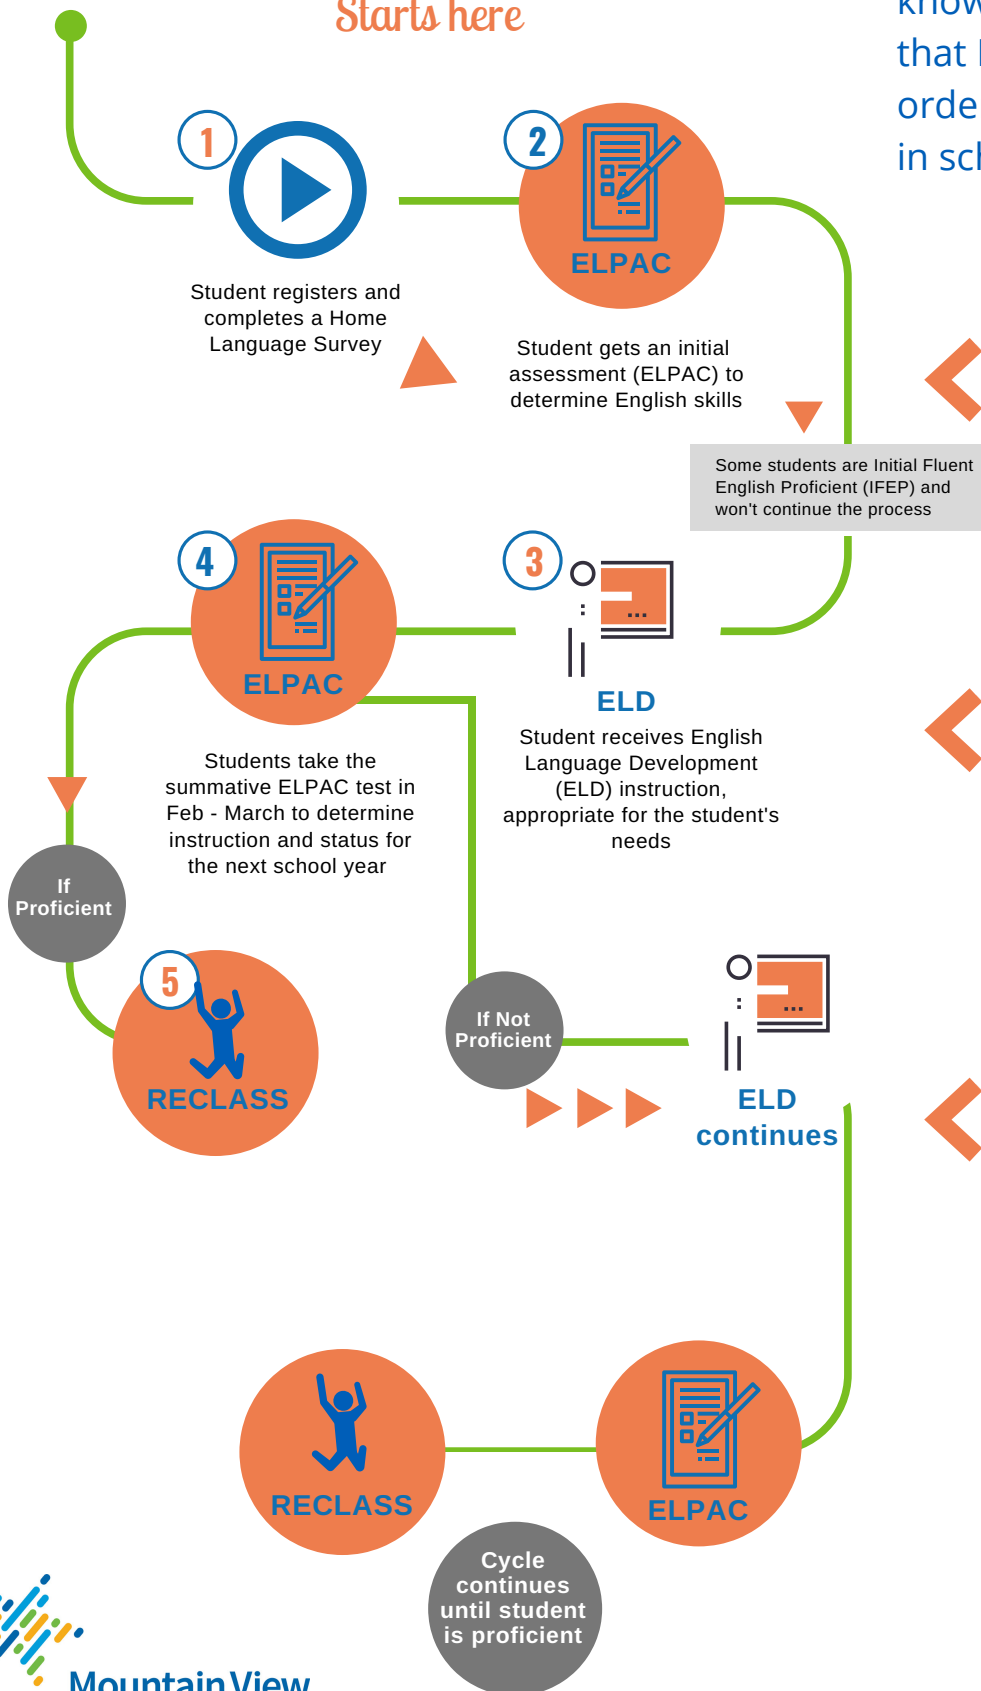 Starts here
that
in
1
Student registers and
completes a Home
Language Survey
2
ELPAC
Student gets an initial
assessment (ELPAC) to
determine English skills
Some students are Initial Fluent
English Proficient (IFEP) and
won't continue the process
3
ELD
Student receives English
Language Development
(ELD) instruction,
appropriate for the student's
needs
4
ELPAC
Students take the
summative ELPAC test in
Feb - March to determine
instruction and status for
the next school year
If
Proficient
5
RECLASS
If Not
Proficient
ELD
continues
ELPAC
RECLASS
Cycle
continues
until student
is proficient
Mountain View